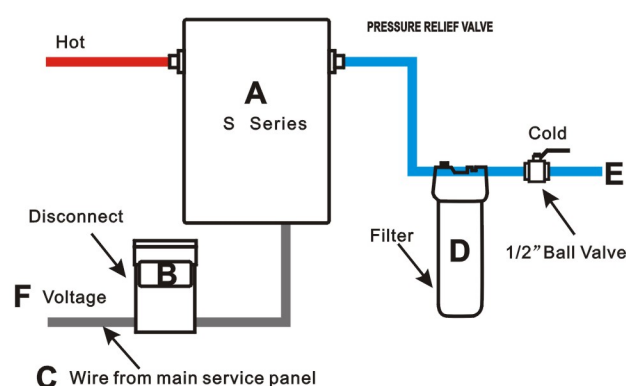 PRESSURE RELIEF VALVE
Hot
A
S Series
Cold
E
Disconnect
Filter
D
1/2" Ball Valve
B
F Voltage
C Wire from main service panel